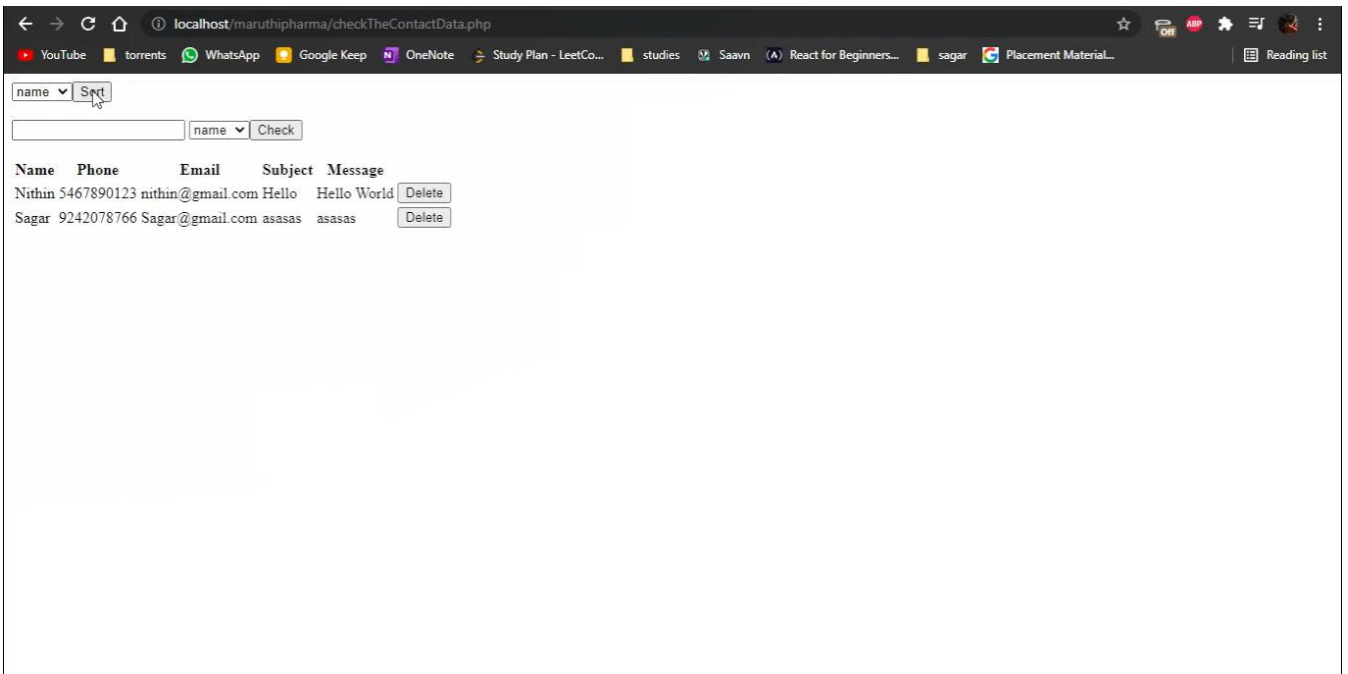 localhost/maruthipharma/checkTheContactData.php
Off ABP
YouTube torrents WhatsApp Google Keep N OneNote Study Plan - LeetCo... studies Saavn (A) React for Beginners... sagar Placement Material... Reading list
name Sort
name Check
Name Phone Email Subject Message
Nithin 5467890123 nithin@gmail.com Hello Hello World Delete
Sagar 9242078766 Sagar@gmail.com asasas asasas Delete